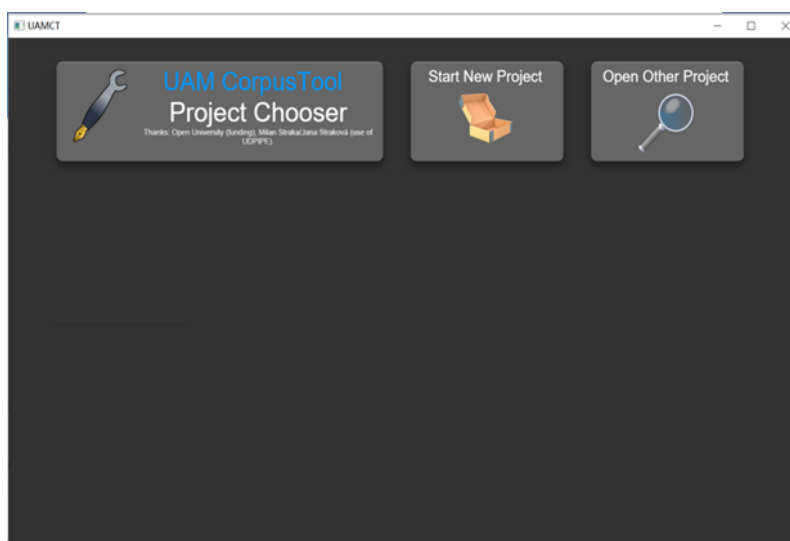 UAMCT
UAM CorpusTool
Project Chooser
Thanks: Open University (funding), Milan Straka/Jana Straková (use of
UDPIPE).
Start New Project
Open Other Project